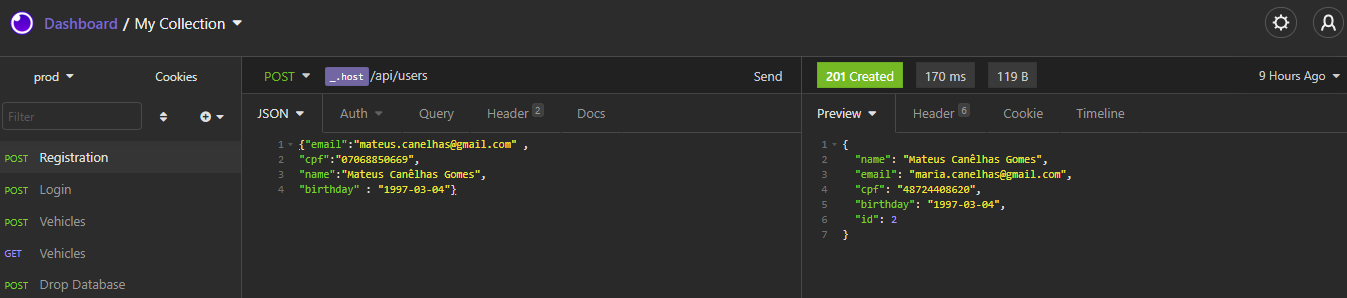 Dashboard / My Collection
prod
Cookies
POST _.host/api/users
Send
201 Created
170 ms
119 B
9 Hours Ago
Filter
JSON
Auth
Query
Header 2
Docs
Preview
Header 6
Cookie
Timeline
POST Registration
POST Login
POST Vehicles
GET Vehicles
POST Drop Database
1 {"email":"mateus.canelhas@gmail.com" ,
2 "cpf":"07068850669",
3 "name":"Mateus Canêlhas Gomes",
4 "birthday" : "1997-03-04"}
1 {
2 "name": "Mateus Canêlhas Gomes",
3 "email": "maria.canelhas@gmail.com",
4 "cpf": "48724408620",
5 "birthday": "1997-03-04",
6 "id": 2
7 }